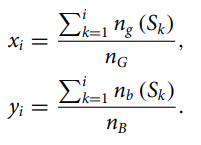 x_i = \frac{\sum_{k=1}^{i} n_g (S_k)}{n_G},
y_i = \frac{\sum_{k=1}^{i} n_b (S_k)}{n_B}.